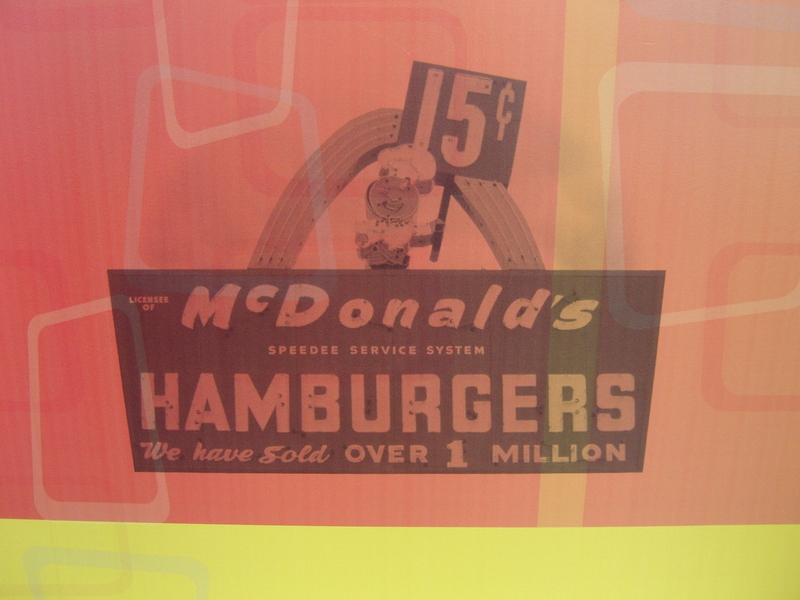 15¢
LICENSEE
OF
McDonald's
SPEEDEE SERVICE SYSTEM
HAMBURGERS
We have Sold OVER 1 MILLION